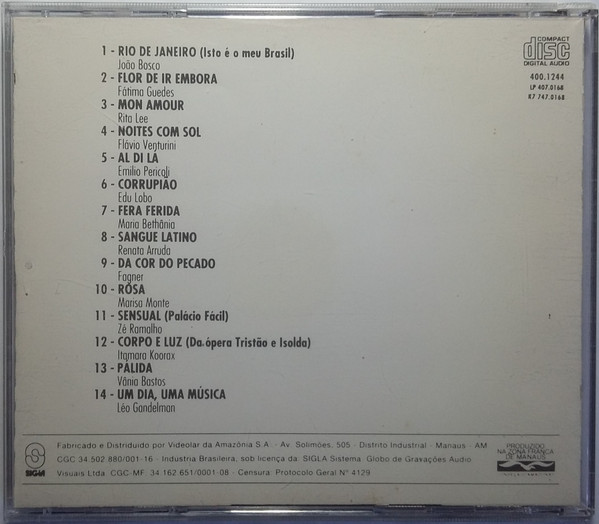 1 - RIO DE JANEIRO (Isto é o meu Brasil)
João Bosco
2 - FLOR DE IR EMBORA
Fátima Guedes
3 - MON AMOUR
Rita Lee
4 - NOITES COM SOL
Flávio Venturini
5 - AL DI LÁ
Emilio Pericoli
6 - CORRUPIÃO
Edu Lobo
7 - FERA FERIDA
Maria Bethânia
8 - SANGUE LATINO
Renata Arruda
9 - DA COR DO PECADO
Fagner
10 - ROSA
Marisa Monte
11 - SENSUAL (Palácio Fácil)
Zé Ramalho
12 - CORPO E LUZ (Da ópera Tristão e Isolda)
Itamara Koorax
13 - PÁLIDA
Vânia Bastos
14 - UM DIA, UMA MÚSICA
Léo Gandelman
COMPACT
disc
DIGITAL AUDIO
400.1244
LP 407.0168
K7 747.0168
Fabricado e Distribuído por Videolar da Amazônia S.A. - Av. Solimões, 505 - Distrito Industrial - Manaus - AM
CGC 34.502.880/001-16 - Industria Brasileira, sob licença da: SIGLA Sistema Globo de Gravações Audio
Visuais Ltda. CGC-MF: 34.162.651/0001-08 - Censura: Protocolo Geral Nº 4129
SIGLA
PRODUZIDO
NA ZONA FRANCA
DE MANAUS